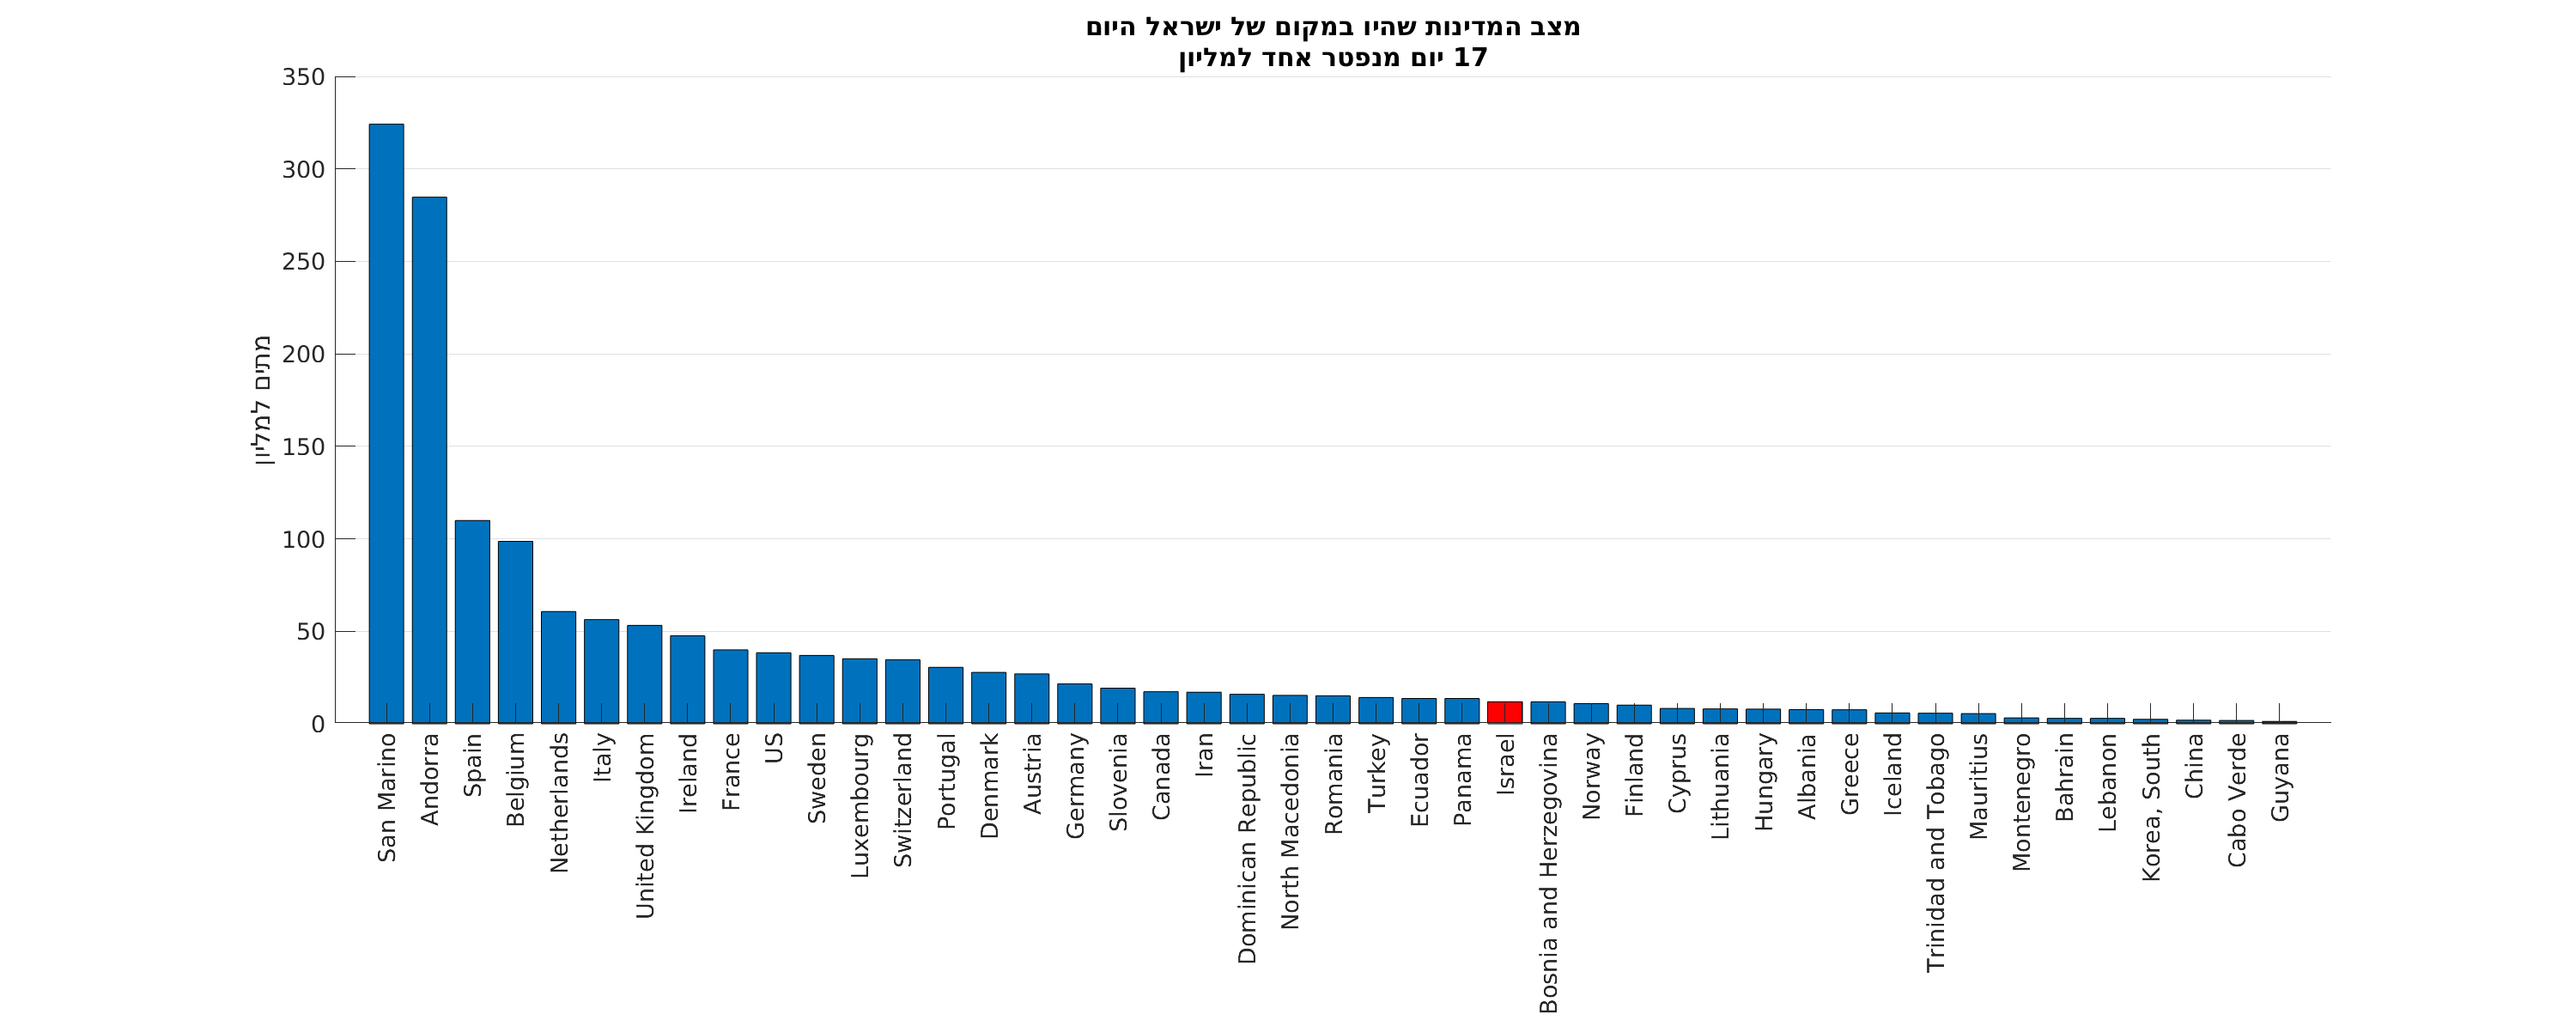 מצב המדינות שהיו במקום של ישראל היום
17 יום מנפטר אחד למליון
מתים למליון
350
300
250
200
150
100
50
0
San Marino
Andorra
Spain
Belgium
Netherlands
Italy
United Kingdom
Ireland
France
US
Sweden
Luxembourg
Switzerland
Portugal
Denmark
Austria
Germany
Slovenia
Canada
Iran
Dominican Republic
North Macedonia
Romania
Turkey
Ecuador
Panama
Israel
Bosnia and Herzegovina
Norway
Finland
Cyprus
Lithuania
Hungary
Albania
Greece
Iceland
Trinidad and Tobago
Mauritius
Montenegro
Bahrain
Lebanon
Korea, South
China
Cabo Verde
Guyana